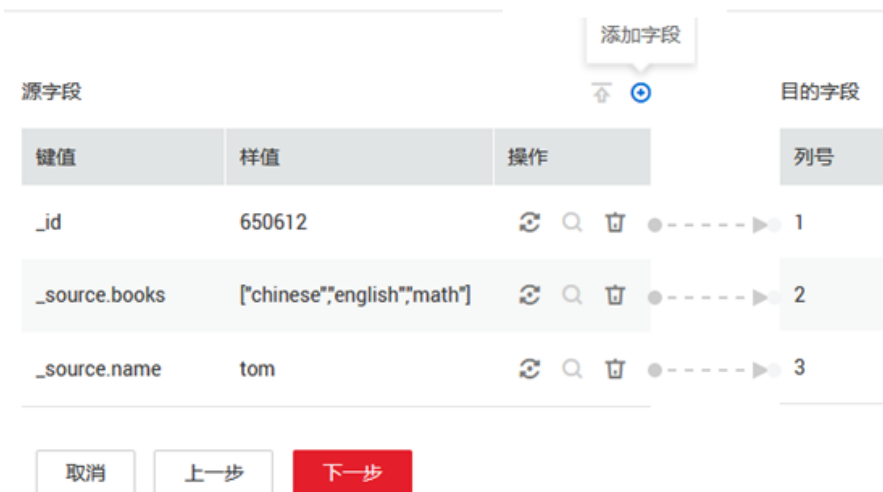 添加字段
源字段 目的字段
键值 样值 操作 列号
_id 650612 1
_source.books ["chinese","english","math"] 2
_source.name tom 3
取消 上一步 下一步